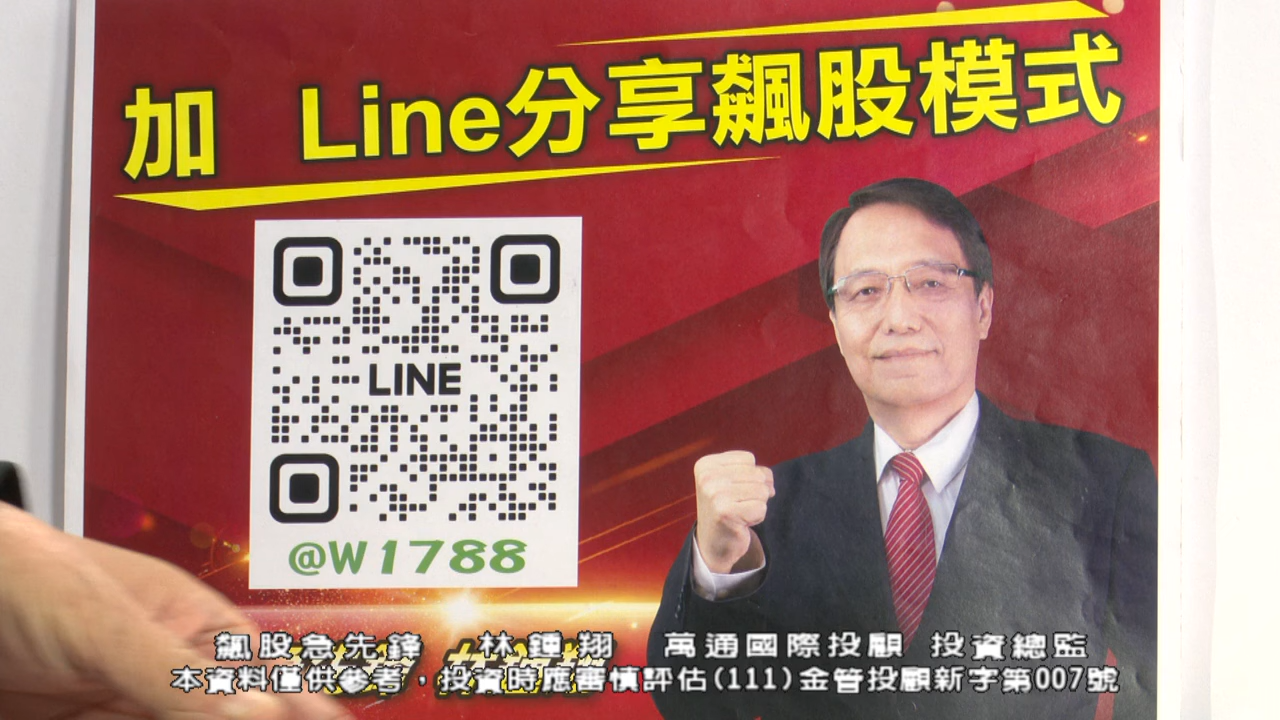 加 Line分享飆股模式
LINE
@W1788
飆股急先鋒 林鍾翔 萬通國際投顧 投資總監
本資料僅供參考，投資時應審慎評估(111)金管投顧新字第007號